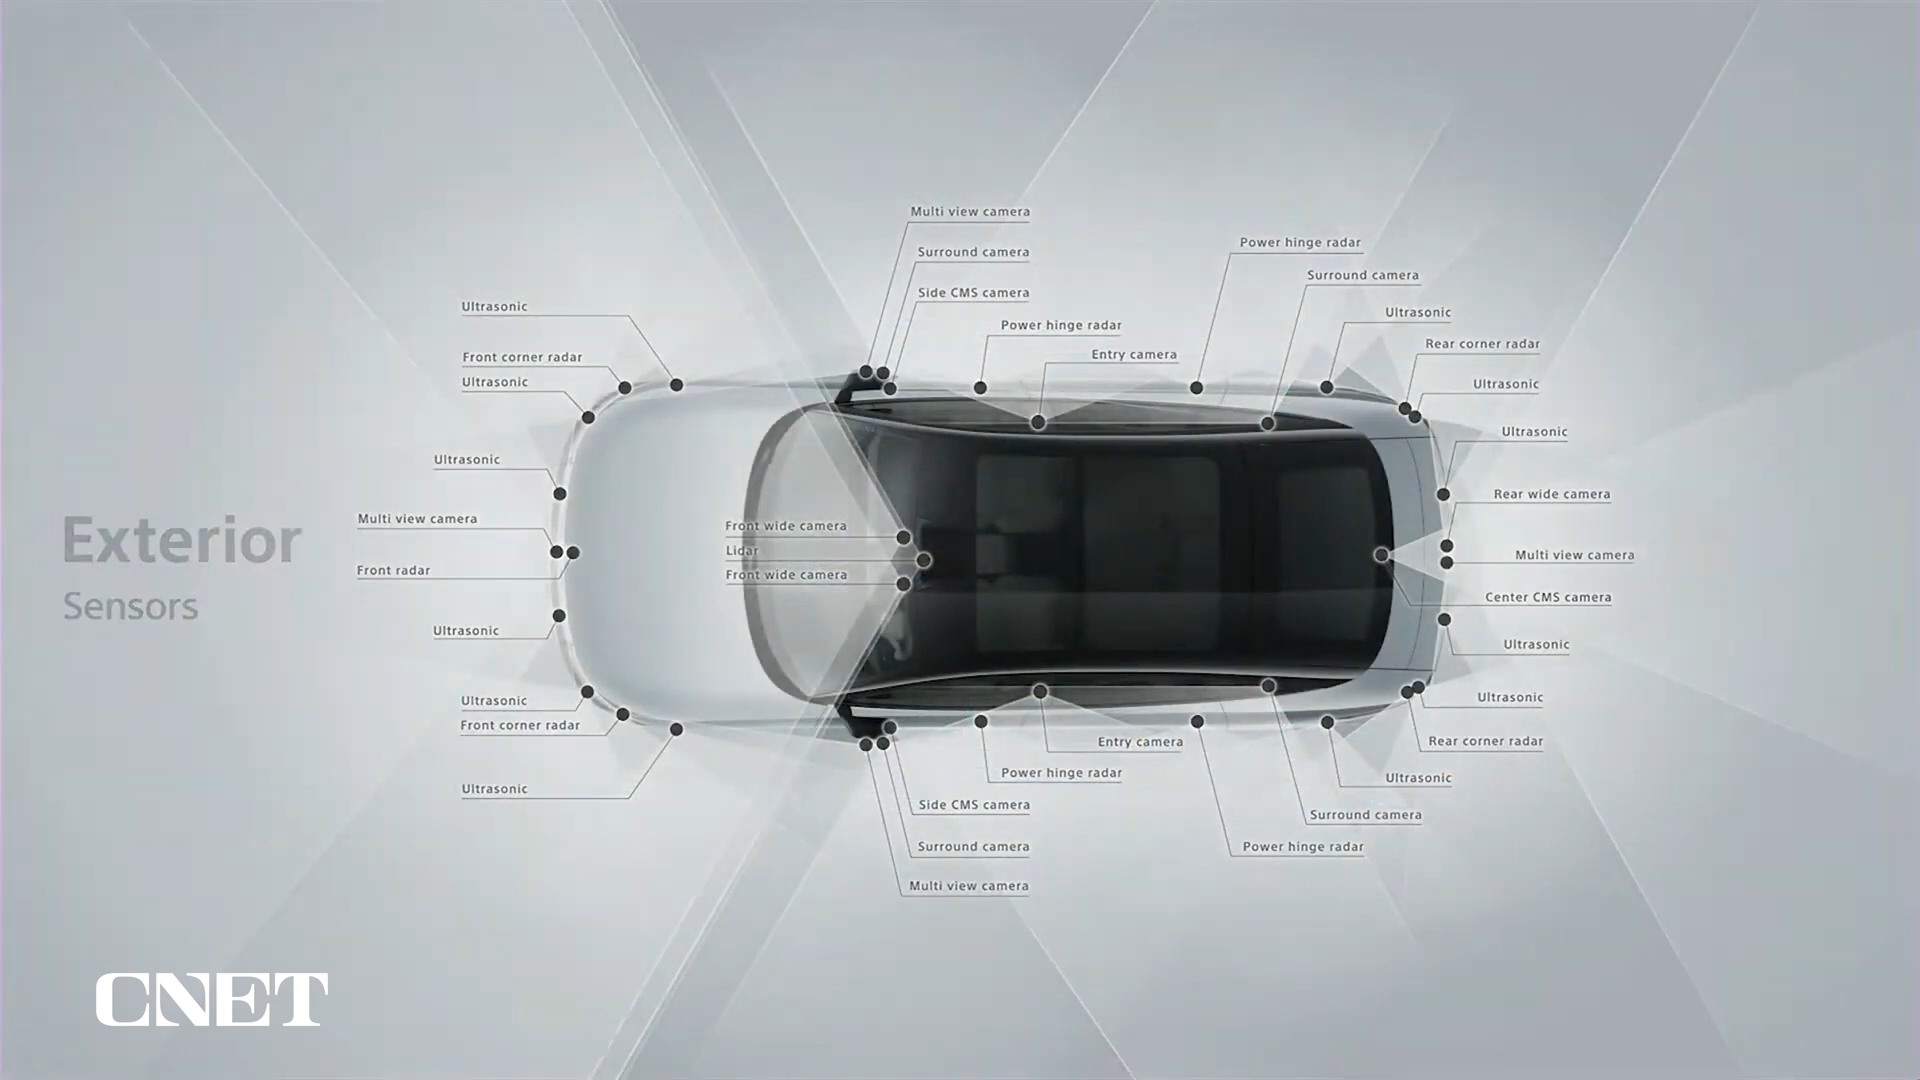 Exterior
Sensors
Ultrasonic
Front corner radar
Ultrasonic
Ultrasonic
Multi view camera
Front radar
Ultrasonic
Ultrasonic
Front corner radar
Ultrasonic
Multi view camera
Surround camera
Side CMS camera
Power hinge radar
Entry camera
Front wide camera
Lidar
Front wide camera
Entry camera
Power hinge radar
Side CMS camera
Surround camera
Multi view camera
Power hinge radar
Surround camera
Ultrasonic
Rear corner radar
Ultrasonic
Ultrasonic
Rear wide camera
Multi view camera
Center CMS camera
Ultrasonic
Ultrasonic
Rear corner radar
Ultrasonic
Surround camera
Power hinge radar
CNET